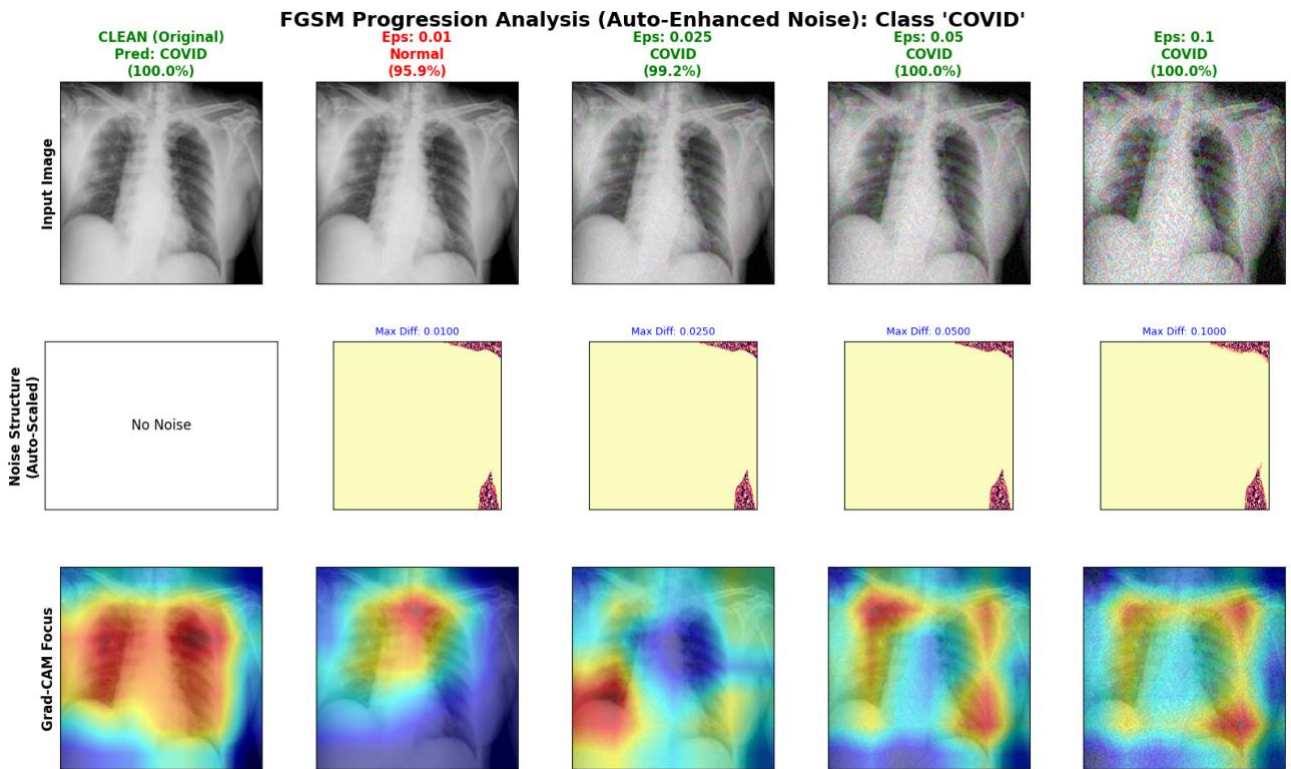 FGSM Progression Analysis (Auto-Enhanced Noise): Class 'COVID'
CLEAN (Original)
Pred: COVID
(100.0%)
Eps: 0.01
Normal
(95.9%)
Eps: 0.025
COVID
(99.2%)
Eps: 0.05
COVID
(100.0%)
Eps: 0.1
COVID
(100.0%)
Input Image
Noise Structure
(Auto-Scaled)
No Noise
Max Diff: 0.0100
Max Diff: 0.0250
Max Diff: 0.0500
Max Diff: 0.1000
Grad-CAM Focus